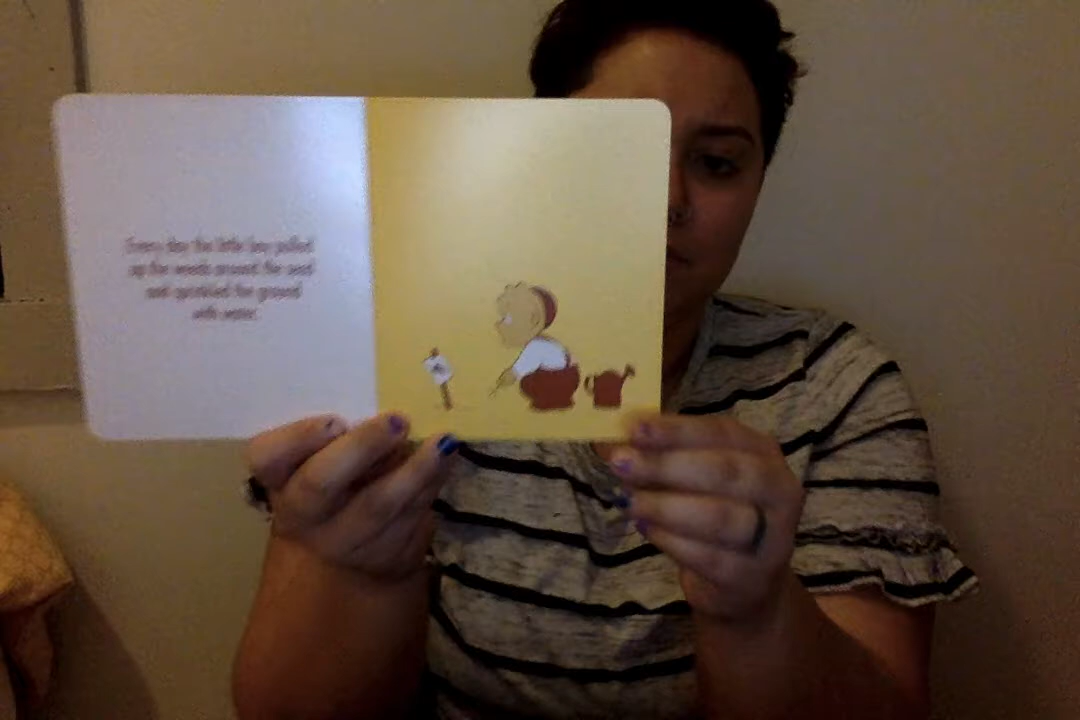 Every day the little boy pulled
up the weeds around the seed
and sprinkled the ground
with water.